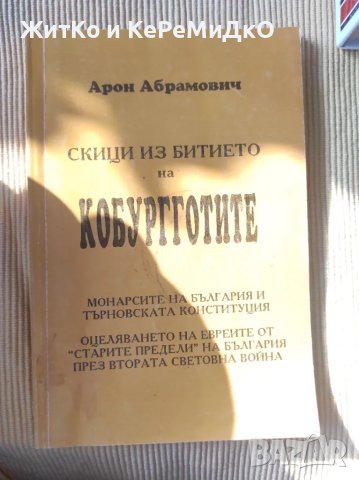 ЖитКо и КеРеМидкО
Арон Абрамович
СКИЦИ ИЗ БИТИЕТО
на
КОБУРГГОТИТЕ
МОНАРСИТЕ НА БЪЛГАРИЯ И
ТЪРНОВСКАТА КОНСТИТУЦИЯ
ОЦЕЛЯВАНЕТО НА ЕВРЕИТЕ ОТ
"СТАРИТЕ ПРЕДЕЛИ" НА БЪЛГАРИЯ
ПРЕЗ ВТОРАТА СВЕТОВНА ВОЙНА
BAZAR